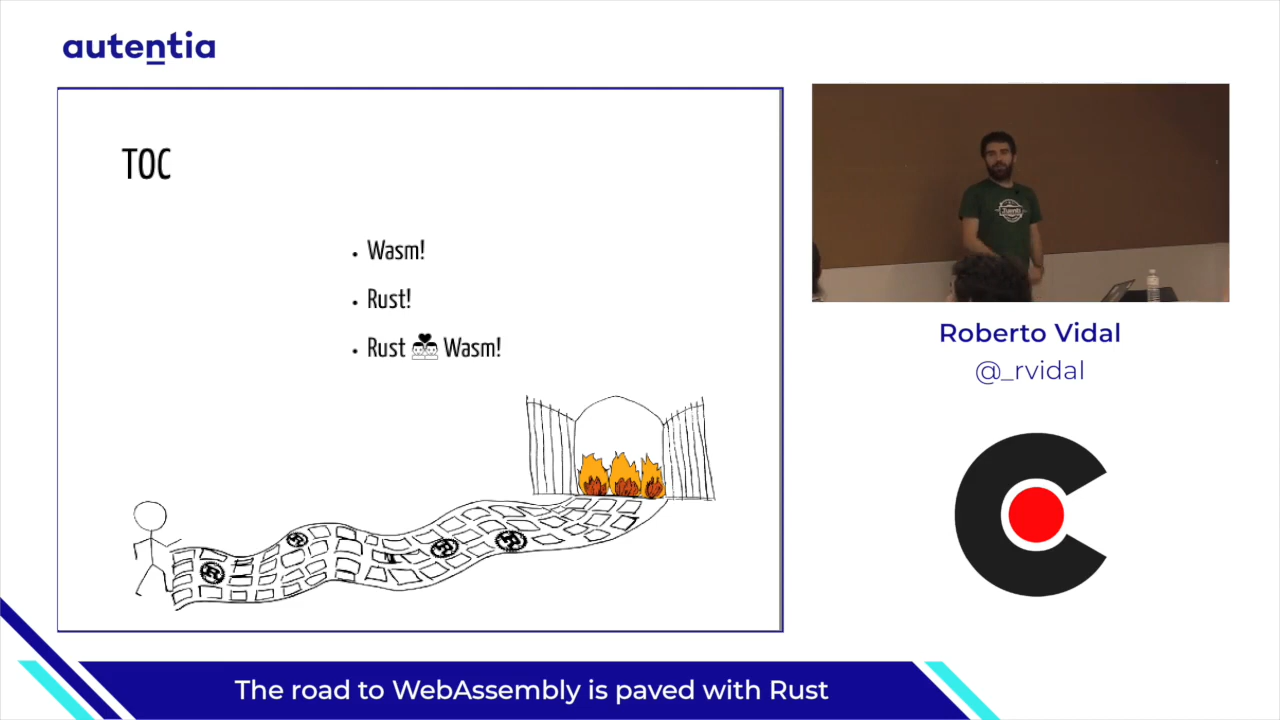 autentia
TOC
• Wasm!
• Rust!
• Rust 💑 Wasm!
Roberto Vidal
@_rvidal
The road to WebAssembly is paved with Rust